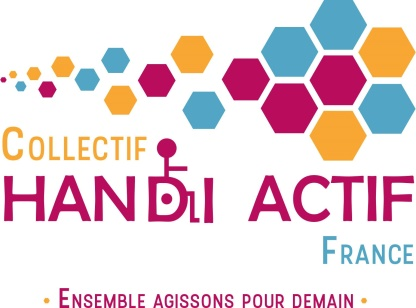 COLLECTIF
HANDI ACTIF
FRANCE
• ENSEMBLE AGISSONS POUR DEMAIN •